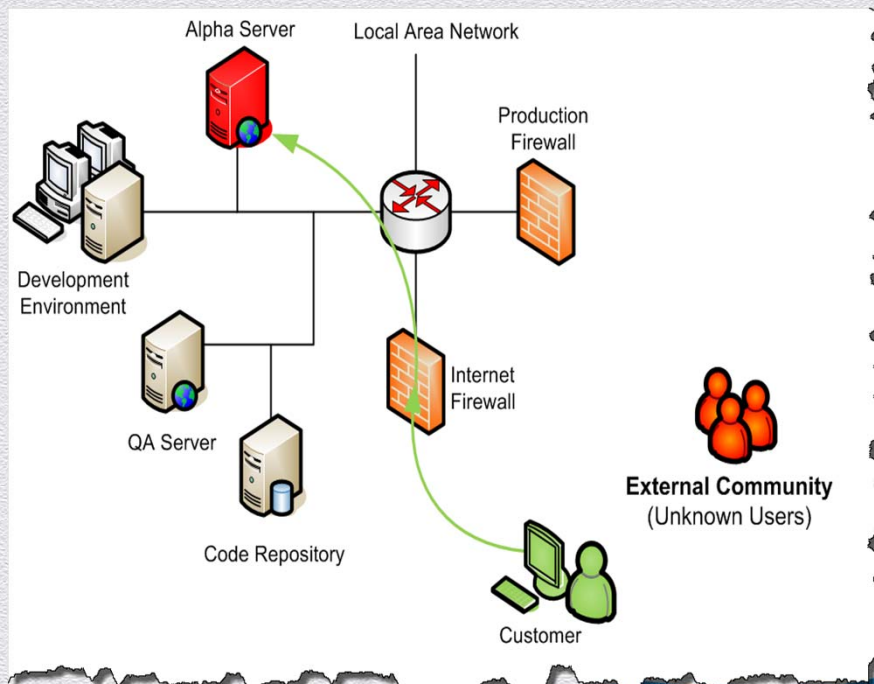 Alpha Server
Local Area Network
Production
Firewall
Development
Environment
Internet
Firewall
QA Server
External Community
(Unknown Users)
Code Repository
Customer